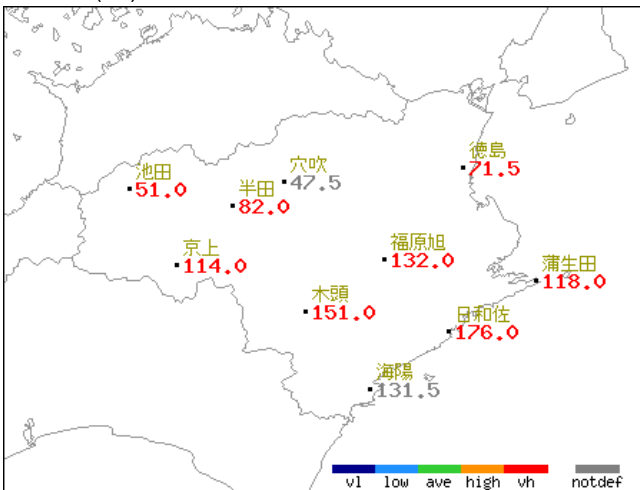 徳島
71.5
穴吹
47.5
池田
51.0
半田
82.0
福原旭
132.0
京上
114.0
蒲生田
118.0
木頭
151.0
日和佐
176.0
海陽
131.5
vl low ave high vh notdef